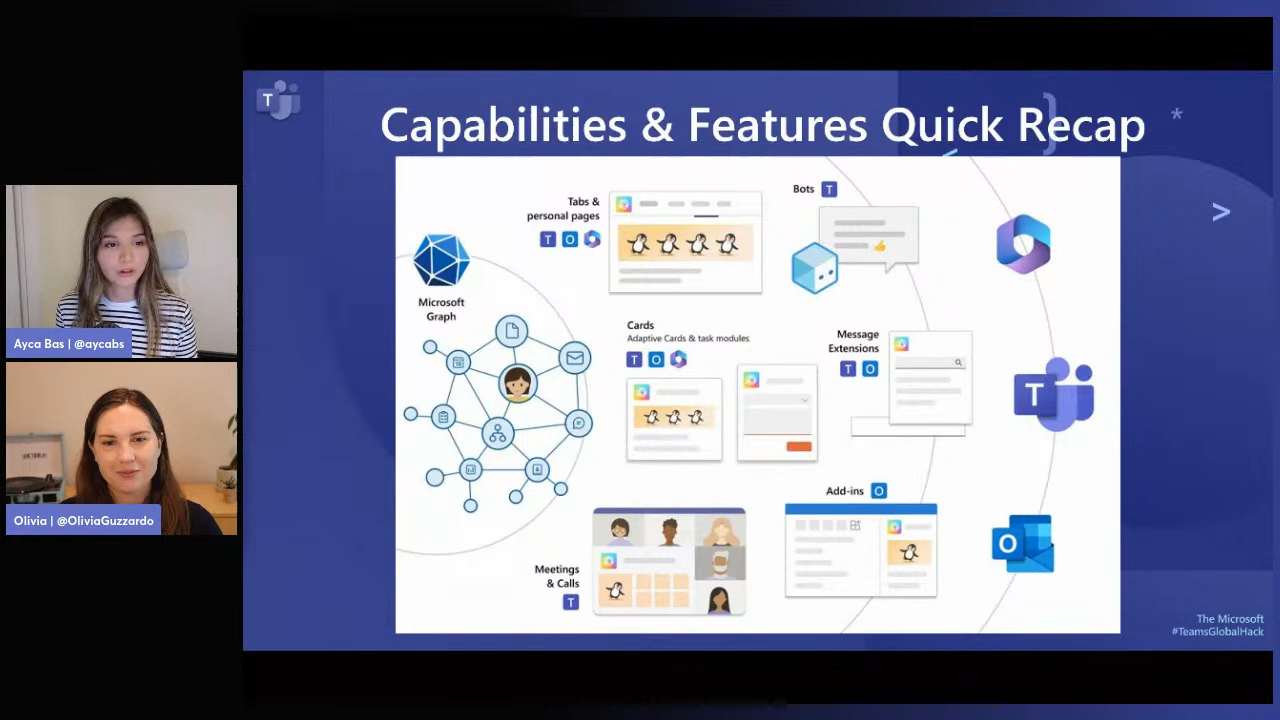 Capabilities & Features Quick Recap
Tabs &
personal pages
Bots
Microsoft
Graph
Cards
Adaptive Cards & task modules
Message
Extensions
Add-ins
Meetings
& Calls
Ayca Bas | @aycabs
Olivia | @OliviaGuzzardo
The Microsoft
#TeamsGlobalHack